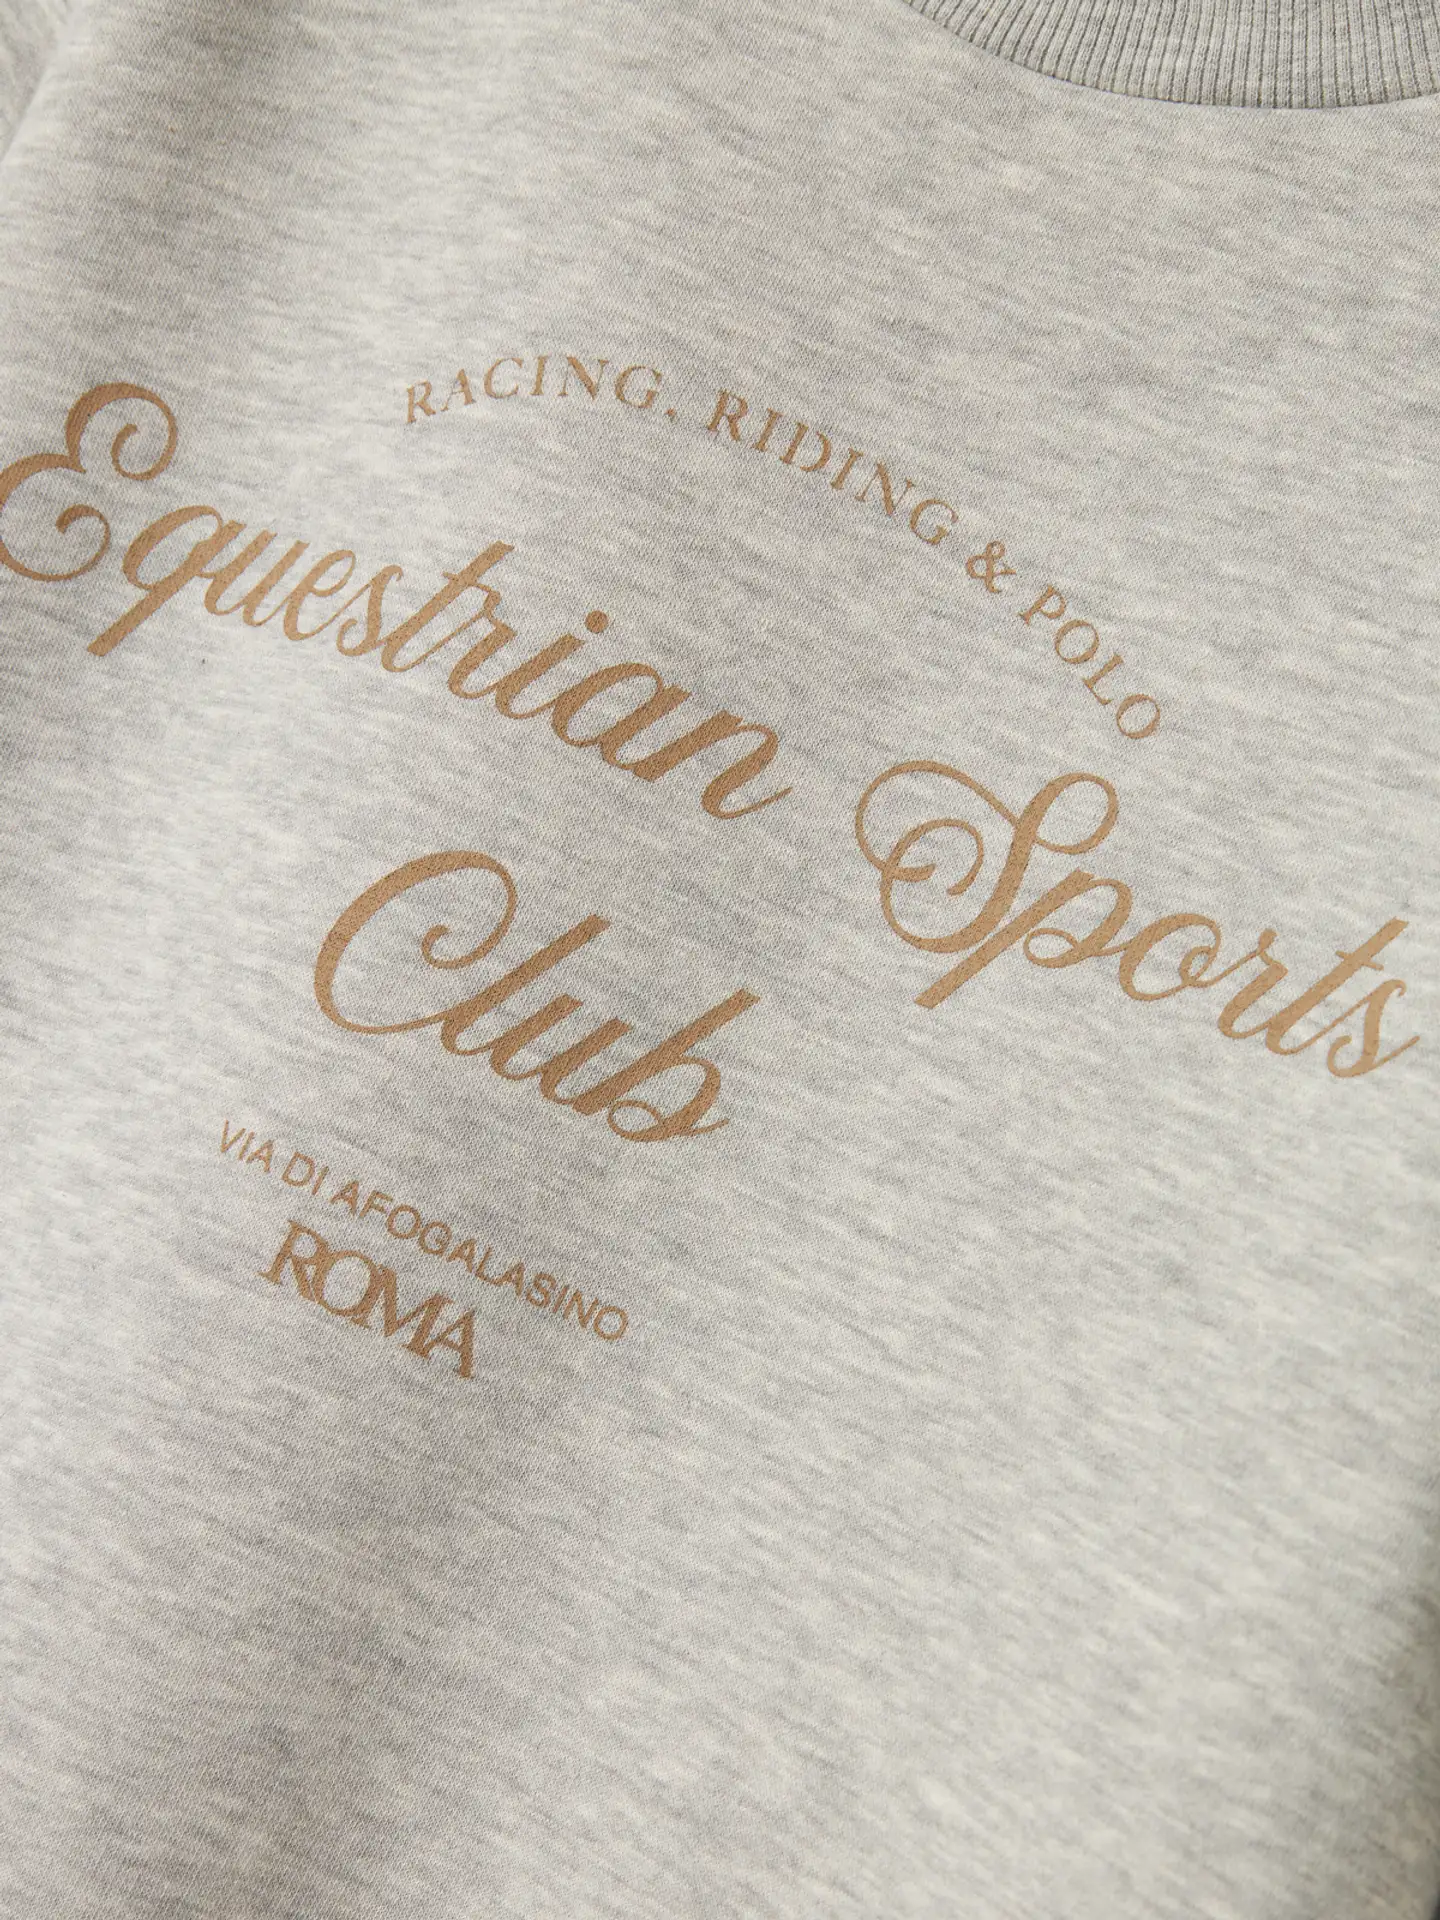 RACING, RIDING & POLO
Equestrian Sports
Club
VIA DI AFOGALASINO
ROMA